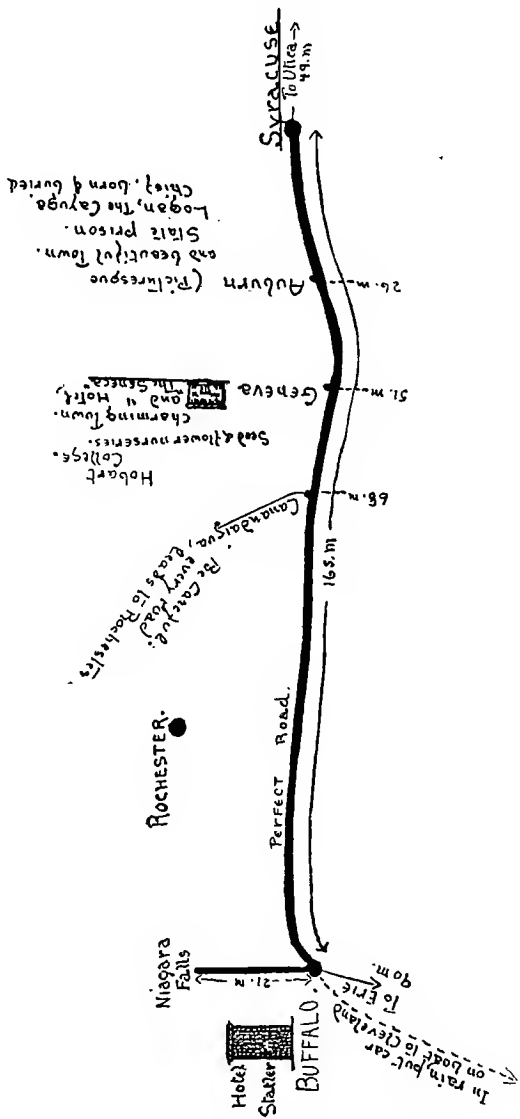 SYRACUSE
To Utica →
49.m
Auburn
(Picturesque
and beautiful Town.
State prison.
Logan, The Cayuga
Chief, born & buried
26.m
Geneva
Hobart
College.
Seed & flower nurseries.
Charming Town.
and Hotel,
"The Seneca"
51.m
Canandaigua,
Be Careful:
every road
leads to Rochester.
68.m
165.m
ROCHESTER.
PERFECT Road.
Niagara
Falls
21.m
Hotel
Statler
BUFFALO.
To Erie
90 m.
In rain, put car
on boat to Cleveland